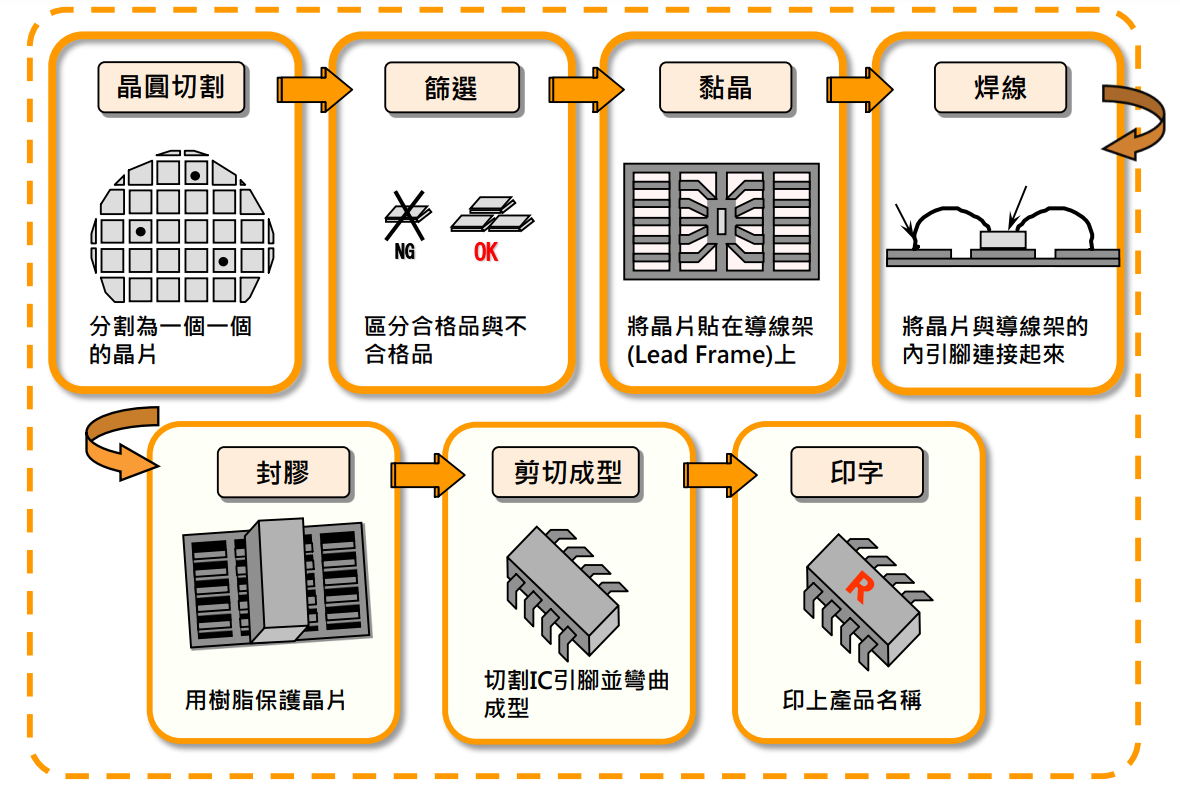 晶圓切割
篩選
黏晶
焊線
NG
OK
分割為一個一個
的晶片
區分合格品與不
合格品
將晶片貼在導線架
(Lead Frame)上
將晶片與導線架的
內引腳連接起來
封膠
剪切成型
印字
R
用樹脂保護晶片
切割IC引腳並彎曲
成型
印上產品名稱